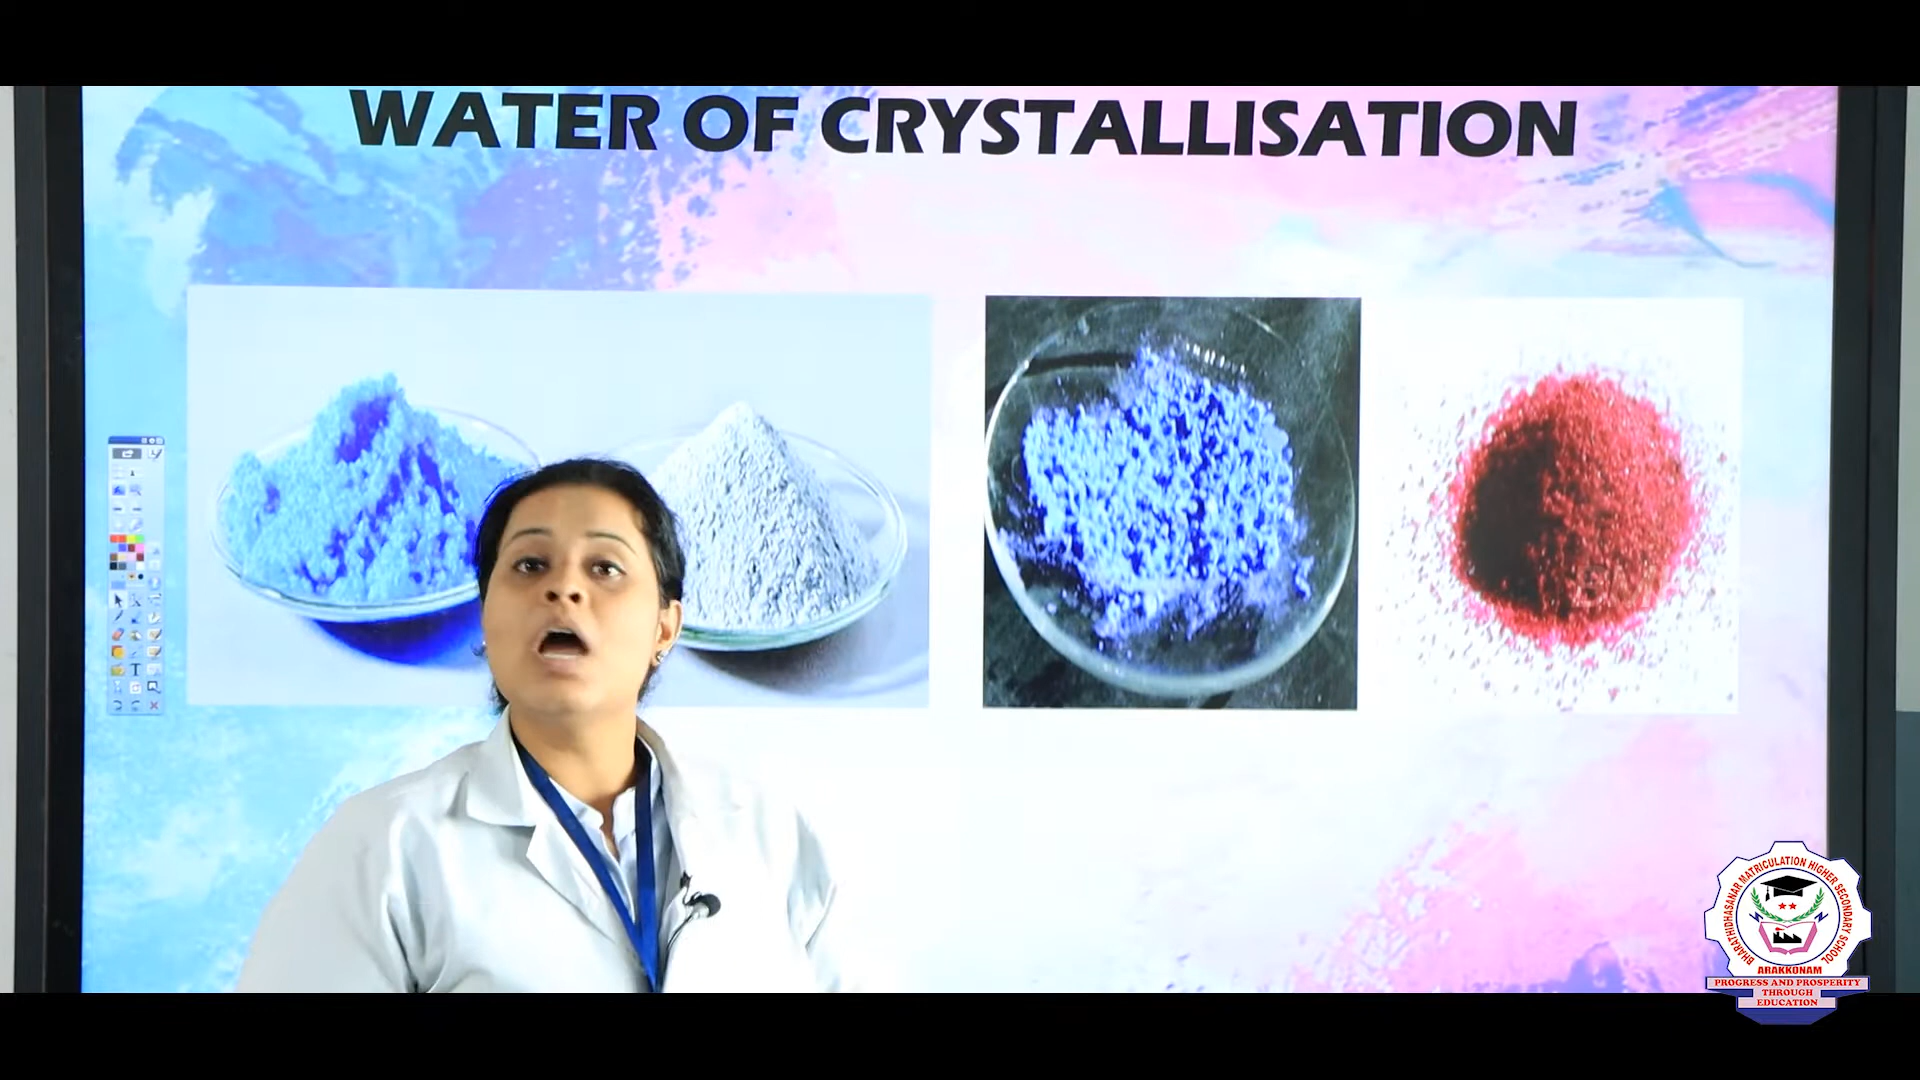 WATER OF CRYSTALLISATION
BHARATHIDHASANAR MATRICULATION HIGHER SECONDARY SCHOOL
ARAKKONAM
PROGRESS AND PROSPERITY
THROUGH
EDUCATION